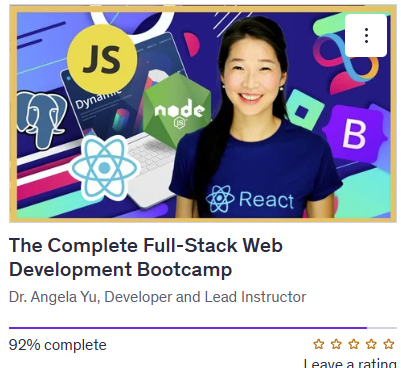 JS
Dynamic
node
JS
B
React
The Complete Full-Stack Web
Development Bootcamp
Dr. Angela Yu, Developer and Lead Instructor
92% complete
Leave a rating